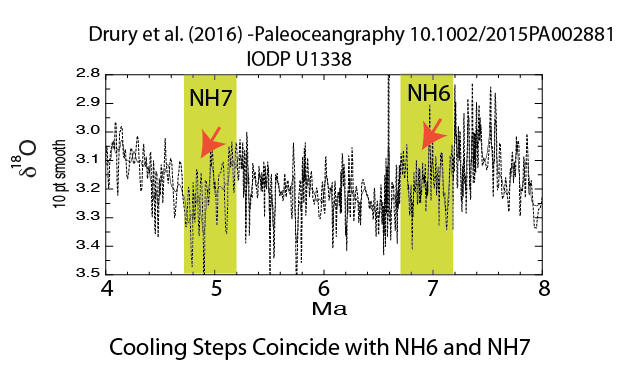 Drury et al. (2016) -Paleoceangraphy 10.1002/2015PA002881
IODP U1338
2.8
2.9
3.0
3.1
3.2
3.3
3.4
3.5
δ18O
10 pt smooth
NH7
NH6
4 5 6 7 8
Ma
Cooling Steps Coincide with NH6 and NH7